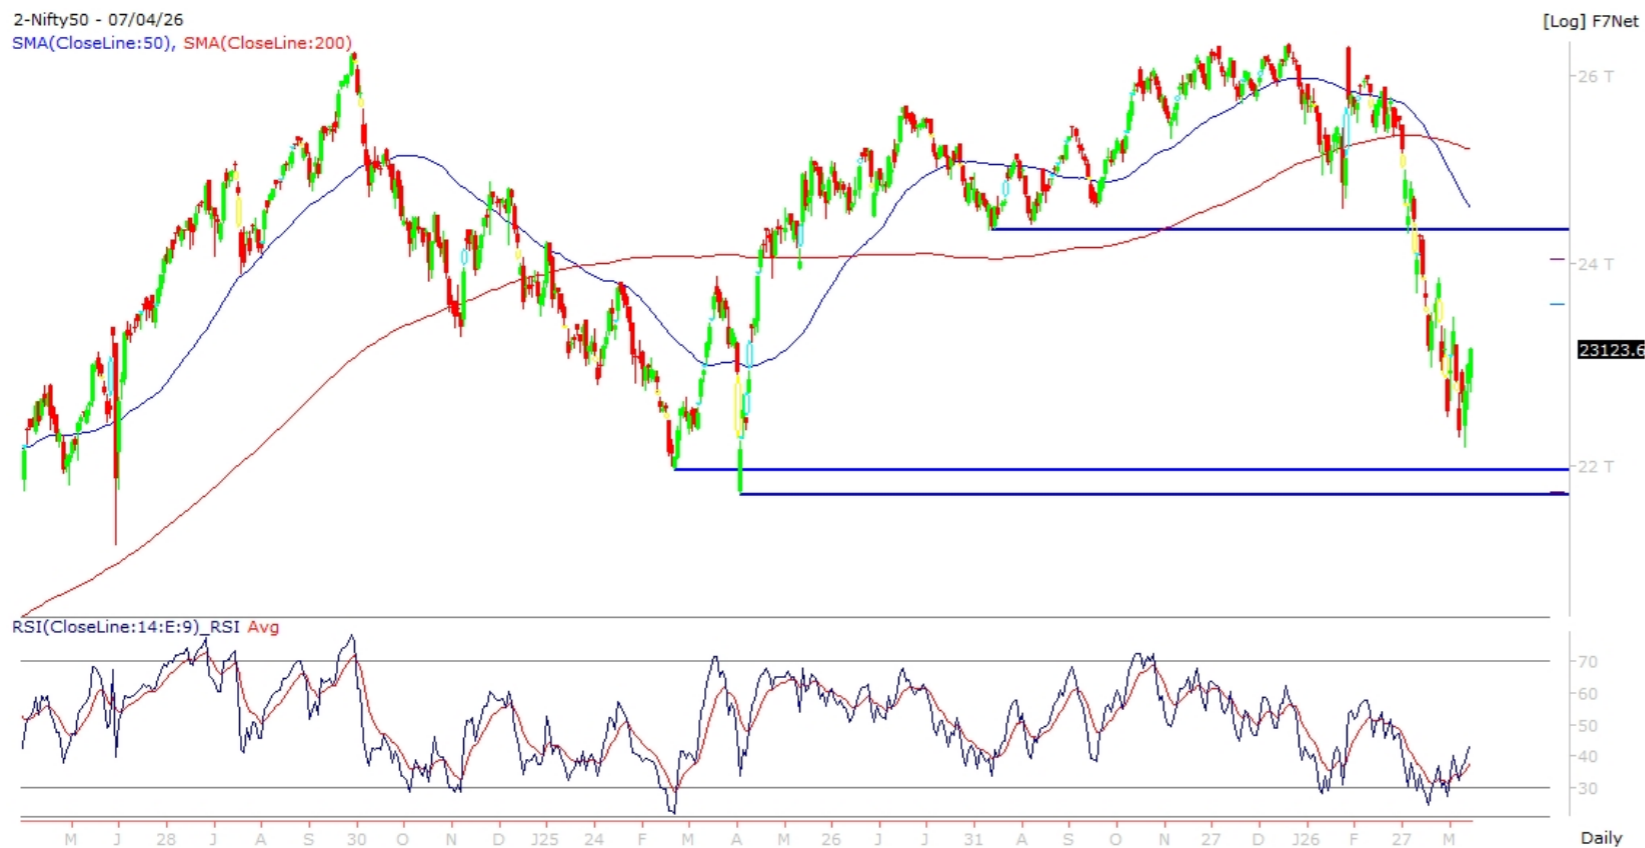 2-Nifty50 - 07/04/26
[Log] F7Net
SMA(CloseLine:50), SMA(CloseLine:200)
26 T
24 T
23123.6
22 T
RSI(CloseLine:14:E:9)_RSI Avg
70
60
50
40
30
M J 28 J A S 30 O N D J25 24 F M A M 26 J J 31 A S O N 27 D J26 F 27 M
Daily